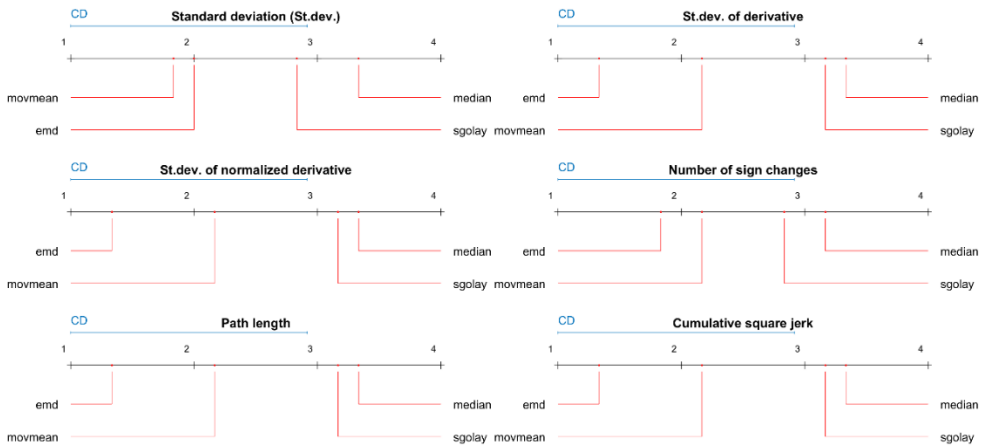 CD
Standard deviation (St.dev.)
1 2 3 4
movmean median
emd sgolay
CD
St.dev. of derivative
1 2 3 4
emd median
movmean sgolay
CD
St.dev. of normalized derivative
1 2 3 4
emd median
movmean sgolay
CD
Number of sign changes
1 2 3 4
emd median
movmean sgolay
CD
Path length
1 2 3 4
emd median
movmean sgolay
CD
Cumulative square jerk
1 2 3 4
emd median
movmean sgolay